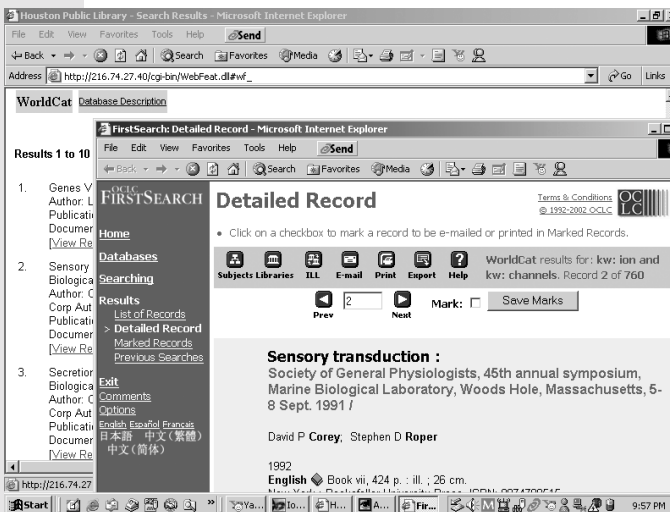 Houston Public Library - Search Results - Microsoft Internet Explorer
File Edit View Favorites Tools Help Send
Back Search Favorites Media
Address http://216.74.27.40/cgi-bin/WebFeat.dll#wf_ Go Links
WorldCat Database Description
Results 1 to 10
1. Genes V
Author: L
Publicati
Documer
[View Re
2. Sensory
Biologica
Author: C
Corp Aut
Publicati
Documer
[View Re
3. Secretior
Biologica
Author: C
Corp Aut
Publicati
Documer
[View Re
http://216.74.27
FirstSearch: Detailed Record - Microsoft Internet Explorer
File Edit View Favorites Tools Help Send
Back Search Favorites Media
OCLC
FIRSTSEARCH
Home
Databases
Searching
Results
List of Records
> Detailed Record
Marked Records
Previous Searches
Exit
Comments
Options
English Español Français
日本語 中文(繁體)
中文(简体)
Detailed Record
Terms & Conditions
© 1992-2002 OCLC
OC
LC
• Click on a checkbox to mark a record to be e-mailed or printed in Marked Records.
Subjects Libraries ILL E-mail Print Export Help
WorldCat results for: kw: ion and
kw: channels. Record 2 of 760
Prev 2 Next Mark: Save Marks
Sensory transduction :
Society of General Physiologists, 45th annual symposium,
Marine Biological Laboratory, Woods Hole, Massachusetts, 5-
8 Sept. 1991 /
David P Corey; Stephen D Roper
1992
English Book vii, 424 p. : ill. ; 26 cm.
Start » Ya... Io... H... A... Fir... 9:57 PM